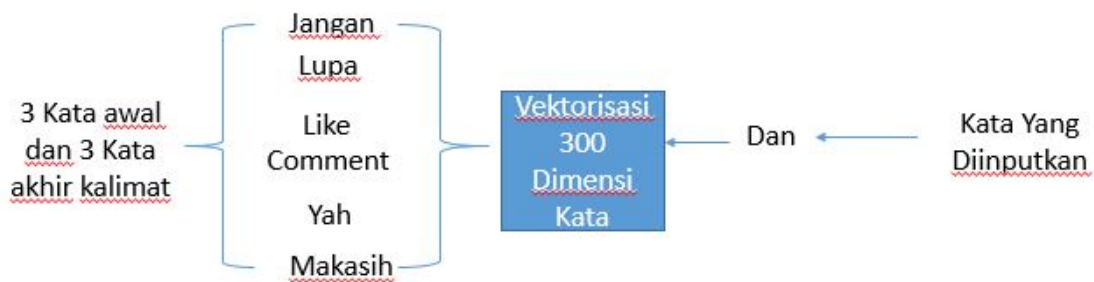 3 Kata awal
dan 3 Kata
akhir kalimat
Jangan
Lupa
Like
Comment
Yah
Makasih
Vektorisasi
300
Dimensi
Kata
Dan
Kata Yang
Diinputkan